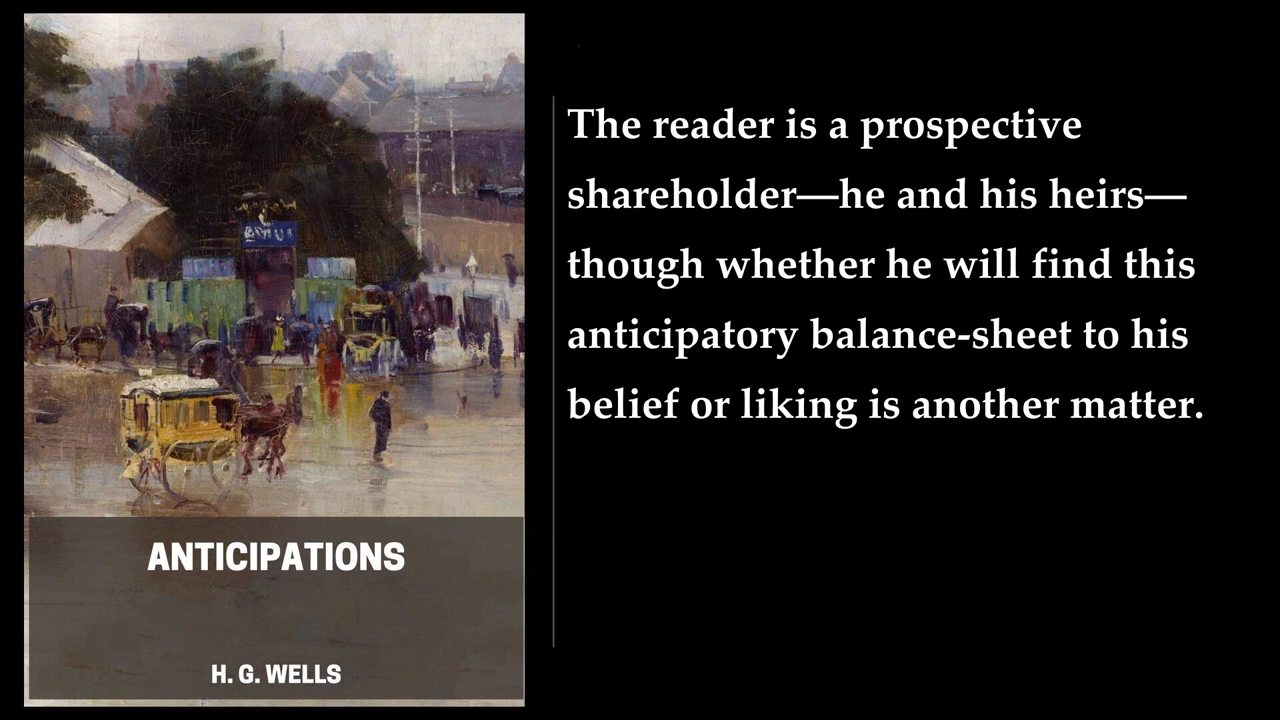 ANTICIPATIONS
H. G. WELLS
The reader is a prospective
shareholder—he and his heirs—
though whether he will find this
anticipatory balance-sheet to his
belief or liking is another matter.